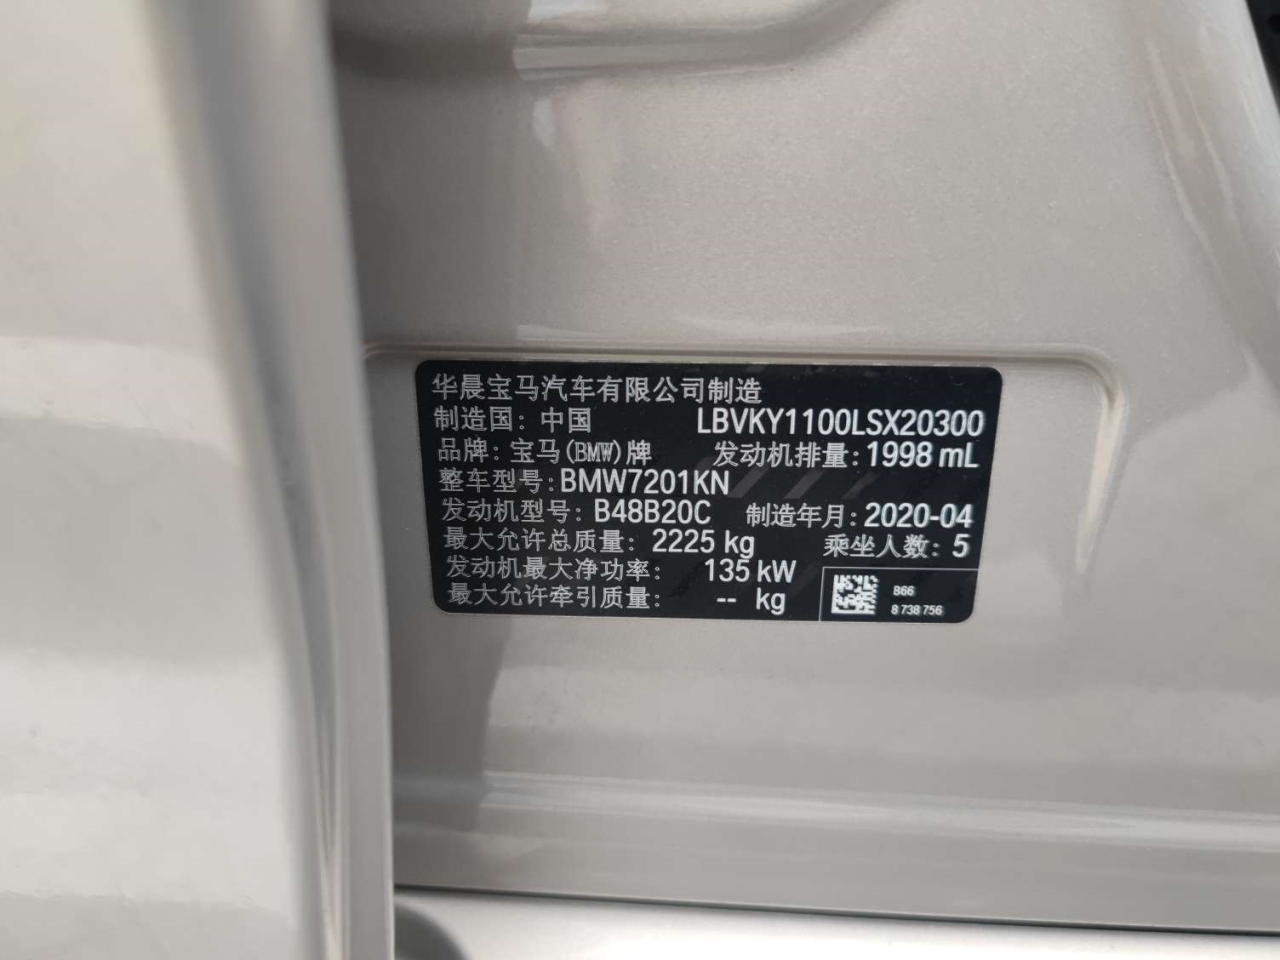 华晨宝马汽车有限公司制造
制造国: 中国 LBVKY1100LSX20300
品牌: 宝马(BMW)牌 发动机排量: 1998 mL
整车型号: BMW7201KN
发动机型号: B48B20C 制造年月: 2020-04
最大允许总质量: 2225 kg 乘坐人数: 5
发动机最大净功率: 135 kW
最大允许牵引质量: -- kg
B66
8 738 756